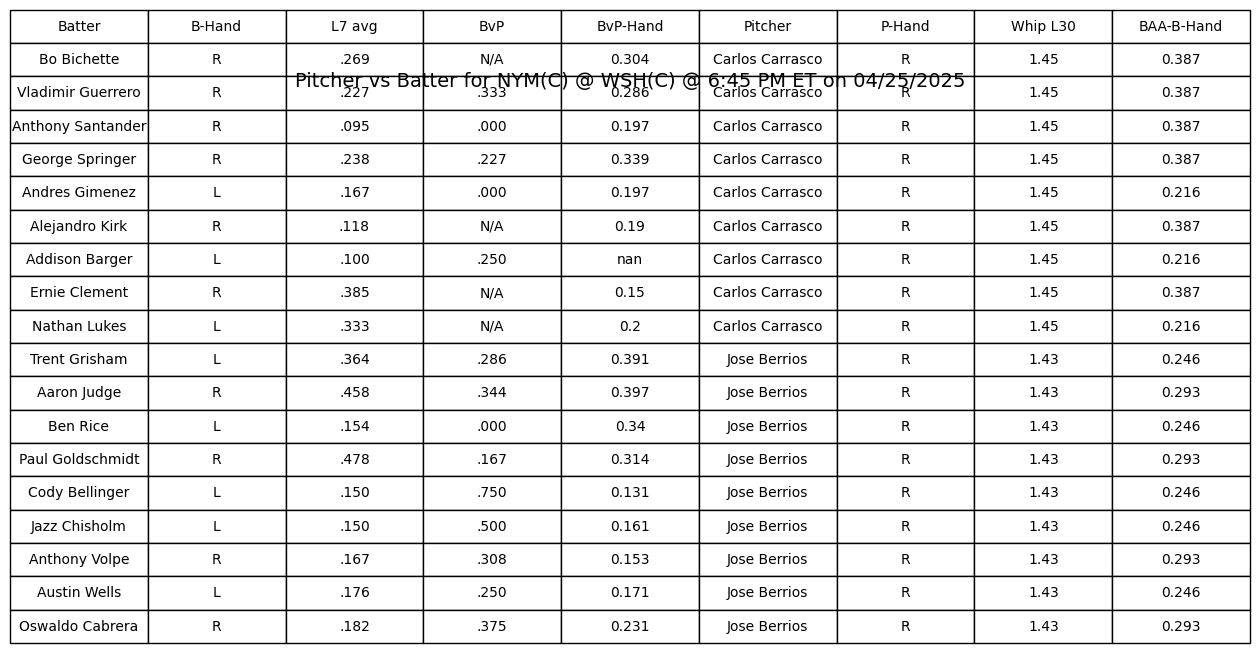 Batter B-Hand L7 avg BvP BvP-Hand Pitcher P-Hand Whip L30 BAA-B-Hand
Bo Bichette R .269 N/A 0.304 Carlos Carrasco R 1.45 0.387
Pitcher vs Batter for NYM(C) @ WSH(C) @ 6:45 PM ET on 04/25/2025
Vladimir Guerrero R .227 .333 0.286 Carlos Carrasco R 1.45 0.387
Anthony Santander R .095 .000 0.197 Carlos Carrasco R 1.45 0.387
George Springer R .238 .227 0.339 Carlos Carrasco R 1.45 0.387
Andres Gimenez L .167 .000 0.197 Carlos Carrasco R 1.45 0.216
Alejandro Kirk R .118 N/A 0.19 Carlos Carrasco R 1.45 0.387
Addison Barger L .100 .250 nan Carlos Carrasco R 1.45 0.216
Ernie Clement R .385 N/A 0.15 Carlos Carrasco R 1.45 0.387
Nathan Lukes L .333 N/A 0.2 Carlos Carrasco R 1.45 0.216
Trent Grisham L .364 .286 0.391 Jose Berrios R 1.43 0.246
Aaron Judge R .458 .344 0.397 Jose Berrios R 1.43 0.293
Ben Rice L .154 .000 0.34 Jose Berrios R 1.43 0.246
Paul Goldschmidt R .478 .167 0.314 Jose Berrios R 1.43 0.293
Cody Bellinger L .150 .750 0.131 Jose Berrios R 1.43 0.246
Jazz Chisholm L .150 .500 0.161 Jose Berrios R 1.43 0.246
Anthony Volpe R .167 .308 0.153 Jose Berrios R 1.43 0.293
Austin Wells L .176 .250 0.171 Jose Berrios R 1.43 0.246
Oswaldo Cabrera R .182 .375 0.231 Jose Berrios R 1.43 0.293